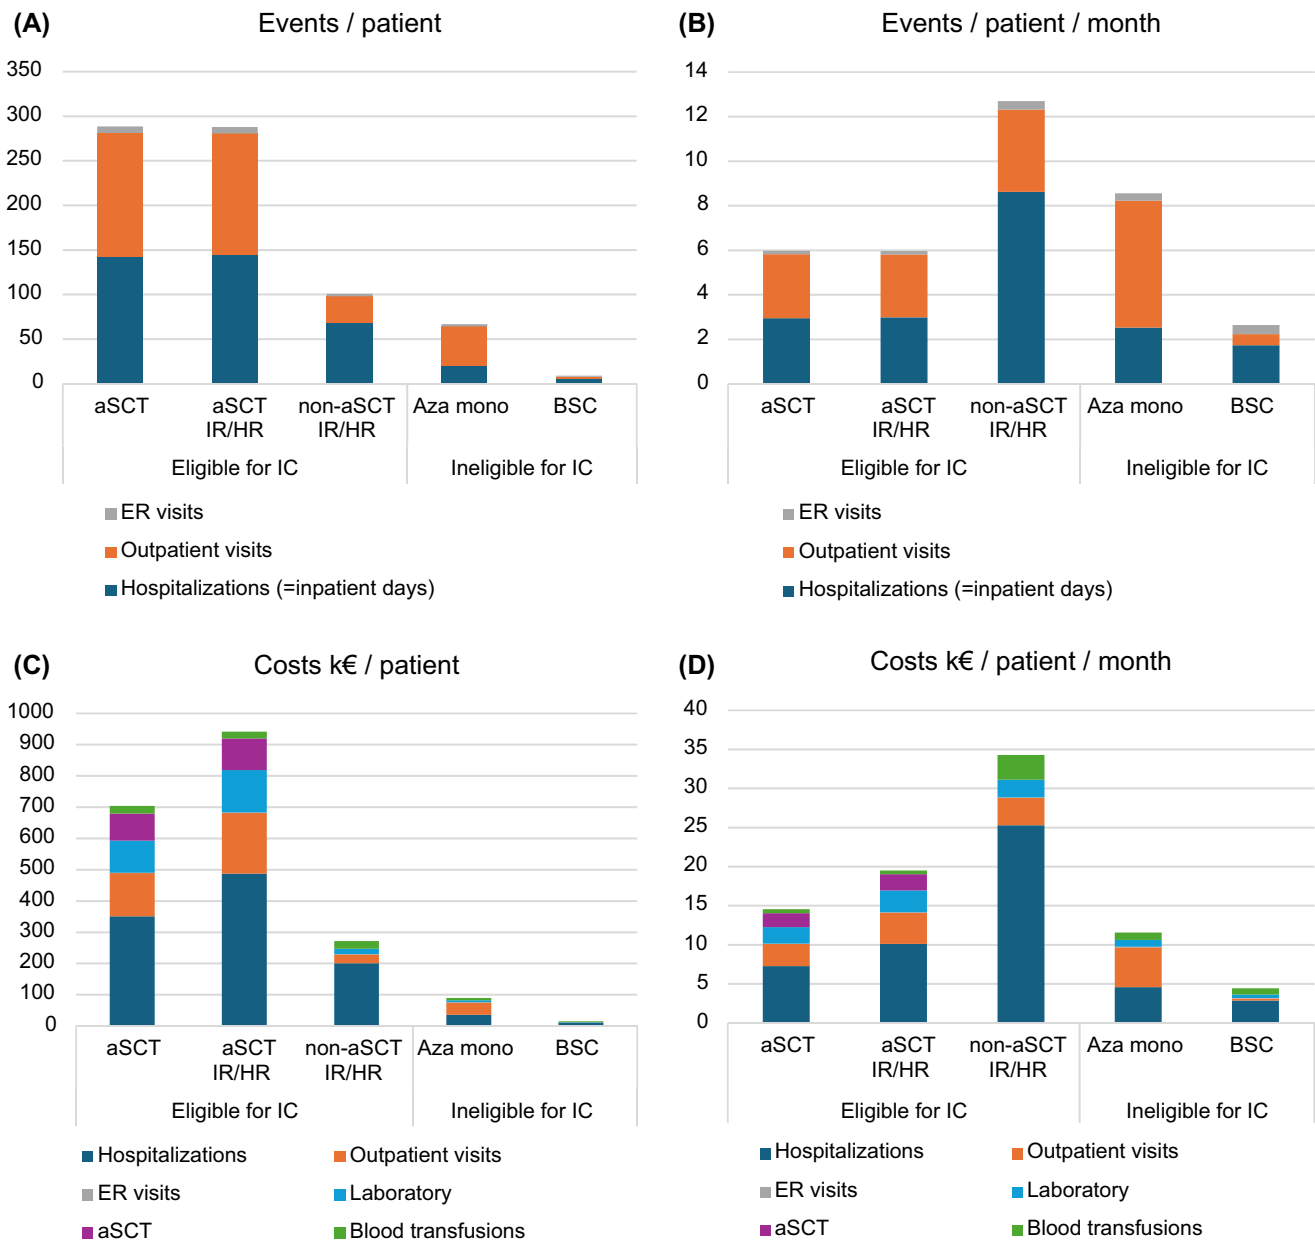 (A)
Events / patient
350
300
250
200
150
100
50
0
aSCT
aSCT
IR/HR
non-aSCT
IR/HR
Aza mono
BSC
Eligible for IC
Ineligible for IC
ER visits
Outpatient visits
Hospitalizations (=inpatient days)
(B)
Events / patient / month
14
12
10
8
6
4
2
0
aSCT
aSCT
IR/HR
non-aSCT
IR/HR
Aza mono
BSC
Eligible for IC
Ineligible for IC
ER visits
Outpatient visits
Hospitalizations (=inpatient days)
(C)
Costs k€ / patient
1000
900
800
700
600
500
400
300
200
100
0
aSCT
aSCT
IR/HR
non-aSCT
IR/HR
Aza mono
BSC
Eligible for IC
Ineligible for IC
Hospitalizations
Outpatient visits
ER visits
Laboratory
aSCT
Blood transfusions
(D)
Costs k€ / patient / month
40
35
30
25
20
15
10
5
0
aSCT
aSCT
IR/HR
non-aSCT
IR/HR
Aza mono
BSC
Eligible for IC
Ineligible for IC
Hospitalizations
Outpatient visits
ER visits
Laboratory
aSCT
Blood transfusions